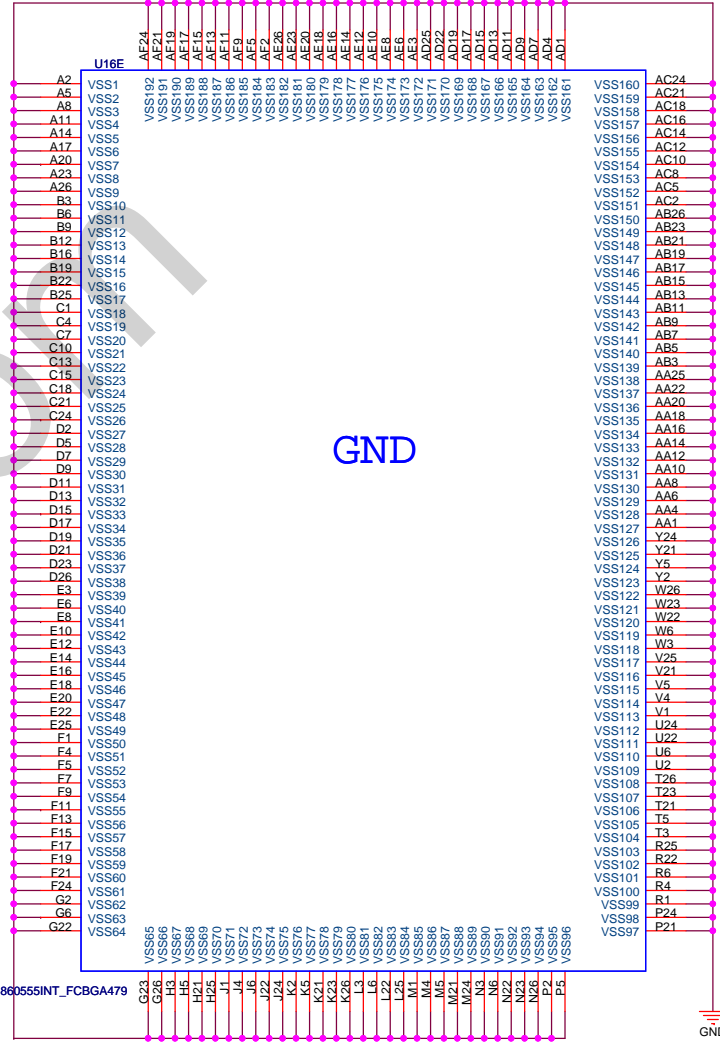 AF24
AF21
AF19
AF17
AF15
AF13
AF11
AF9
AF5
AF2
AE26
AE23
AE20
AE18
AE16
AE14
AE12
AE10
AE8
AE6
AE3
AD25
AD22
AD19
AD17
AD15
AD13
AD11
AD9
AD7
AD4
AD1
U16E
VSS192
VSS191
VSS190
VSS189
VSS188
VSS187
VSS186
VSS185
VSS184
VSS183
VSS182
VSS181
VSS180
VSS179
VSS178
VSS177
VSS176
VSS175
VSS174
VSS173
VSS172
VSS171
VSS170
VSS169
VSS168
VSS167
VSS166
VSS165
VSS164
VSS163
VSS162
VSS161
A2 VSS1 VSS160 AC24
A5 VSS2 VSS159 AC21
A8 VSS3 VSS158 AC18
A11 VSS4 VSS157 AC16
A14 VSS5 VSS156 AC14
A17 VSS6 VSS155 AC12
A20 VSS7 VSS154 AC10
A23 VSS8 VSS153 AC8
A26 VSS9 VSS152 AC5
B3 VSS10 VSS151 AC2
B6 VSS11 VSS150 AB26
B9 VSS12 VSS149 AB23
B12 VSS13 VSS148 AB21
B16 VSS14 VSS147 AB19
B19 VSS15 VSS146 AB17
B22 VSS16 VSS145 AB15
B25 VSS17 VSS144 AB13
C1 VSS18 VSS143 AB11
C4 VSS19 VSS142 AB9
C7 VSS20 VSS141 AB7
C10 VSS21 VSS140 AB5
C13 VSS22 VSS139 AB3
C15 VSS23 VSS138 AA25
C18 VSS24 VSS137 AA22
C21 VSS25 VSS136 AA20
C24 VSS26 VSS135 AA18
D2 VSS27 VSS134 AA16
D5 VSS28 VSS133 AA14
D7 VSS29 VSS132 AA12
D9 VSS30 VSS131 AA10
D11 VSS31 VSS130 AA8
D13 VSS32 VSS129 AA6
D15 VSS33 VSS128 AA4
D17 VSS34 VSS127 AA1
D19 VSS35 VSS126 Y24
D21 VSS36 VSS125 Y21
D23 VSS37 VSS124 Y5
D26 VSS38 VSS123 Y2
E3 VSS39 VSS122 W26
E6 VSS40 VSS121 W23
E8 VSS41 VSS120 W22
E10 VSS42 VSS119 W6
E12 VSS43 VSS118 W3
E14 VSS44 VSS117 V25
E16 VSS45 VSS116 V21
E18 VSS46 VSS115 V5
E20 VSS47 VSS114 V4
E22 VSS48 VSS113 V1
E25 VSS49 VSS112 U24
F1 VSS50 VSS111 U22
F4 VSS51 VSS110 U6
F5 VSS52 VSS109 U2
F7 VSS53 VSS108 T26
F9 VSS54 VSS107 T23
F11 VSS55 VSS106 T21
F13 VSS56 VSS105 T5
F15 VSS57 VSS104 T3
F17 VSS58 VSS103 R25
F19 VSS59 VSS102 R22
F21 VSS60 VSS101 R6
F24 VSS61 VSS100 R4
G2 VSS62 VSS99 R1
G6 VSS63 VSS98 P24
G22 VSS64 VSS97 P21
GND
VSS65
VSS66
VSS67
VSS68
VSS69
VSS70
VSS71
VSS72
VSS73
VSS74
VSS75
VSS76
VSS77
VSS78
VSS79
VSS80
VSS81
VSS82
VSS83
VSS84
VSS85
VSS86
VSS87
VSS88
VSS89
VSS90
VSS91
VSS92
VSS93
VSS94
VSS95
VSS96
860555INT_FCBGA479
G23
G26
H3
H5
H21
H25
J1
J4
J6
J22
J24
K2
K5
K21
K23
K26
L3
L6
L22
L25
M1
M4
M5
M21
M24
N3
N6
N22
N23
N26
P2
P5
GND